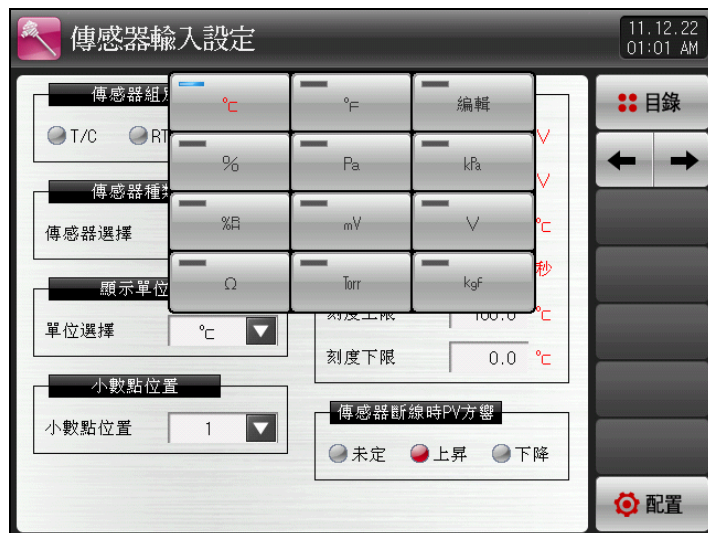 傳感器輸入設定
11.12.22
01:01 AM
傳感器組
T/C
RT
傳感器種
傳感器選擇
顯示單位
單位選擇 ℃
小數點位置
小數點位置 1
℃ ℉ 編輯
% Pa kPa
mV V
Ω Torr kgF
V
V
℃
秒
刻度上限 100.0 ℃
刻度下限 0.0 ℃
傳感器斷線時PV方響
未定 上昇 下降
目錄
配置